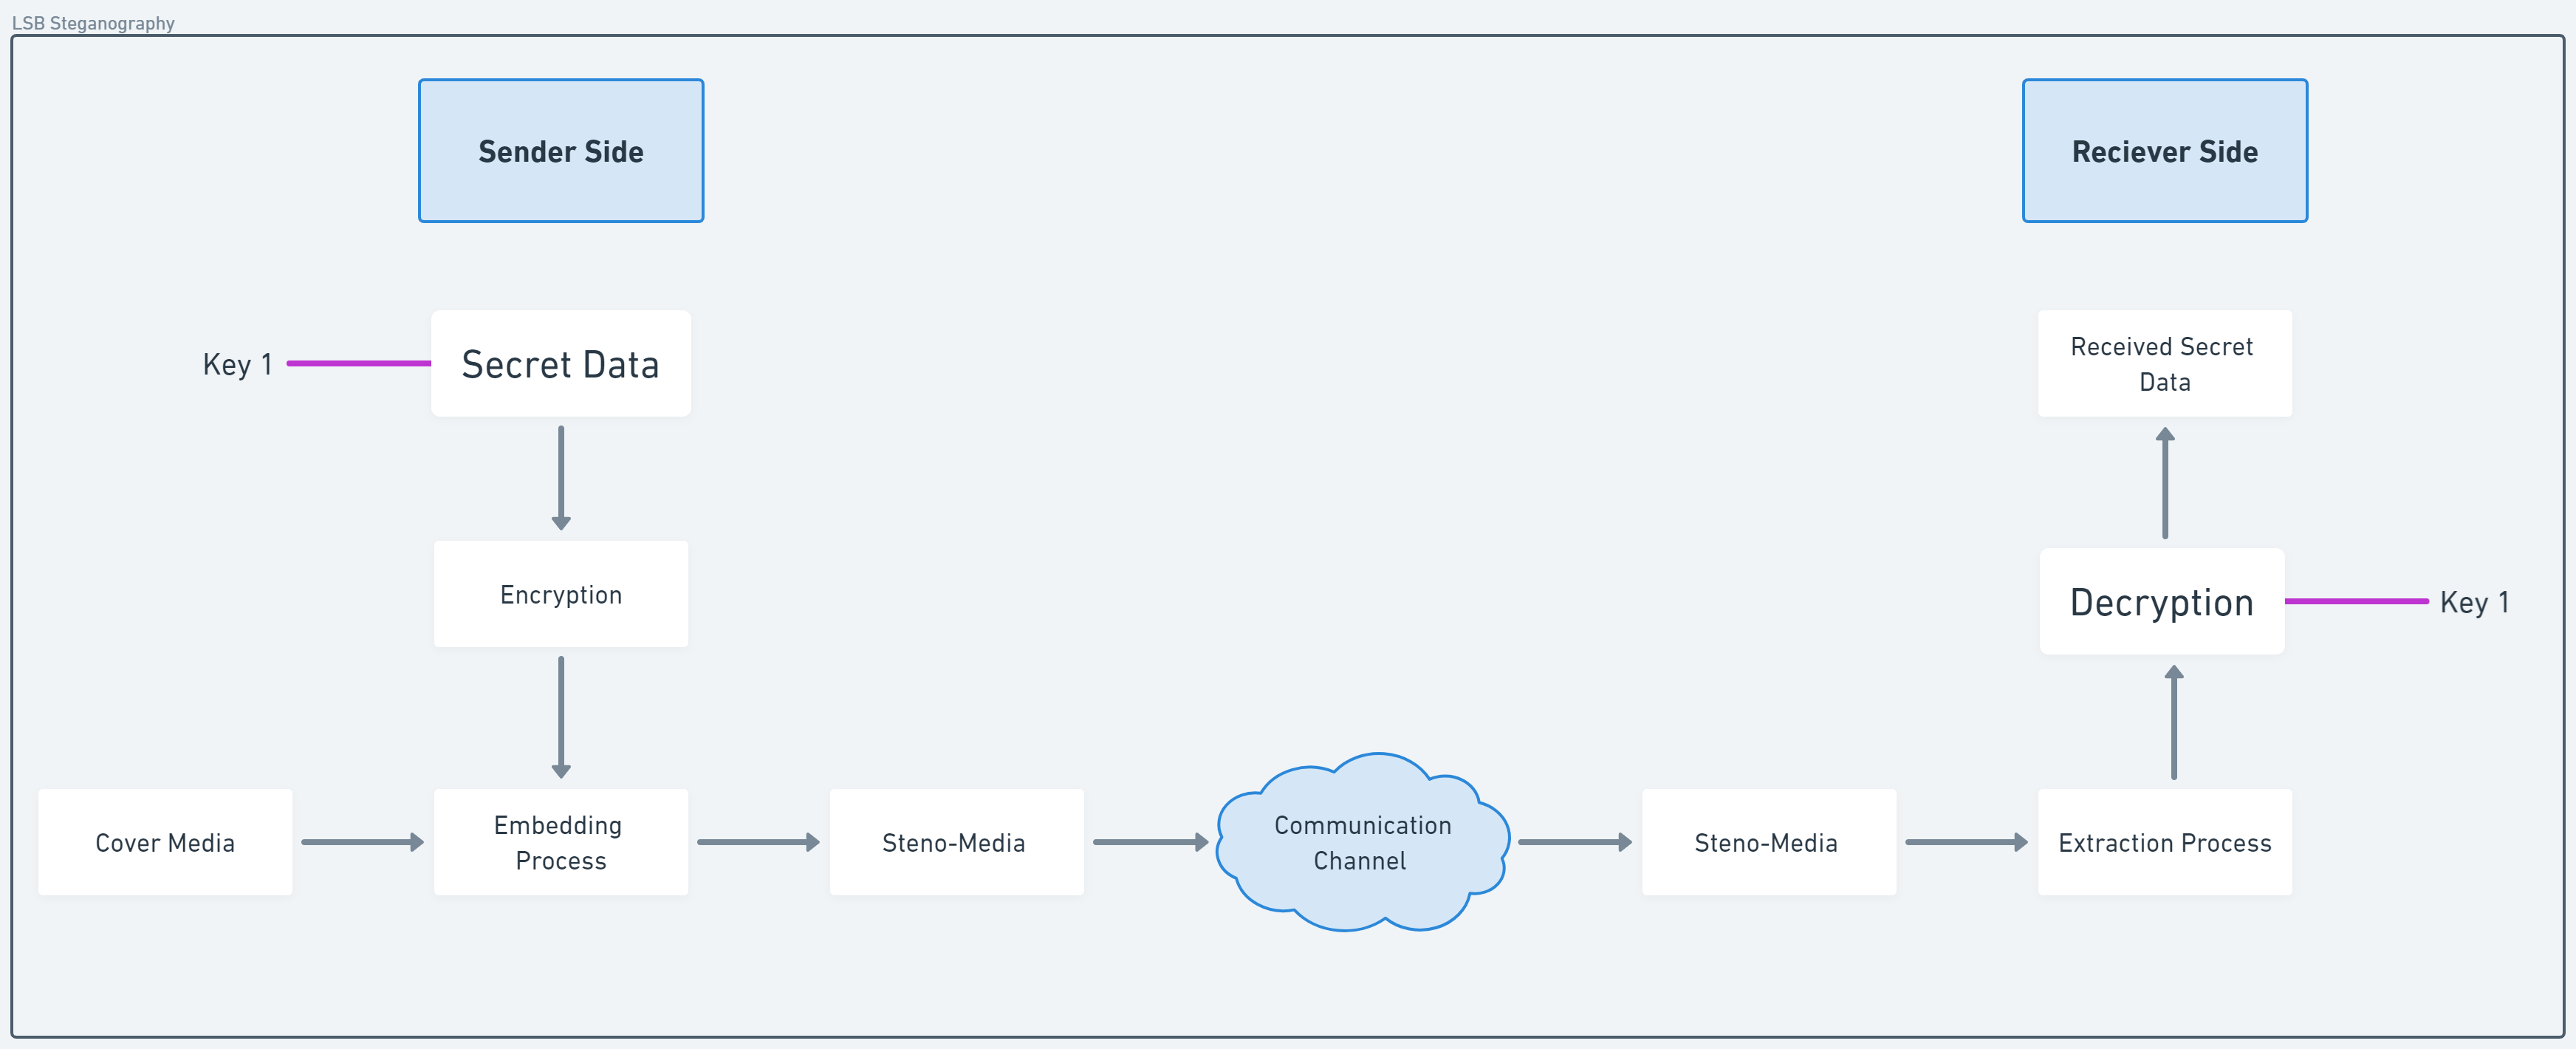 LSB Steganography
Sender Side
Reciever Side
Key 1
Secret Data
Received Secret
Data
Encryption
Decryption
Key 1
Cover Media
Embedding
Process
Steno-Media
Communication
Channel
Steno-Media
Extraction Process